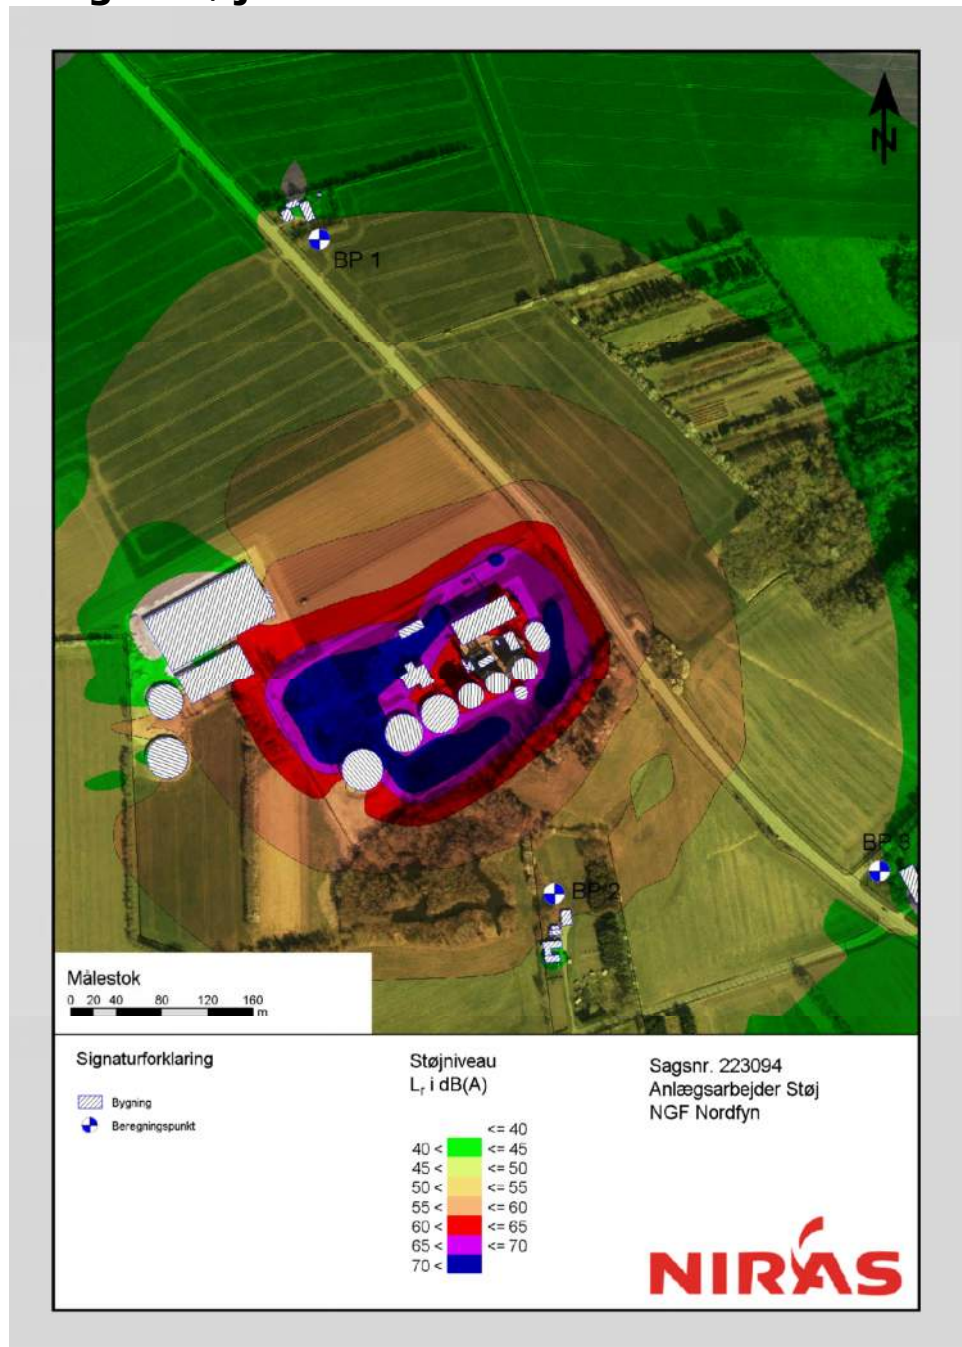 N
BP 1
BP 2
BP 3
Målestok
0 20 40 80 120 160
m
Signaturforklaring
Bygning
Beregningspunkt
Støjniveau
Lr i dB(A)
<= 40
40 < <= 45
45 < <= 50
50 < <= 55
55 < <= 60
60 < <= 65
65 < <= 70
70 <
Sagsnr. 223094
Anlægsarbejder Støj
NGF Nordfyn
NIRAS